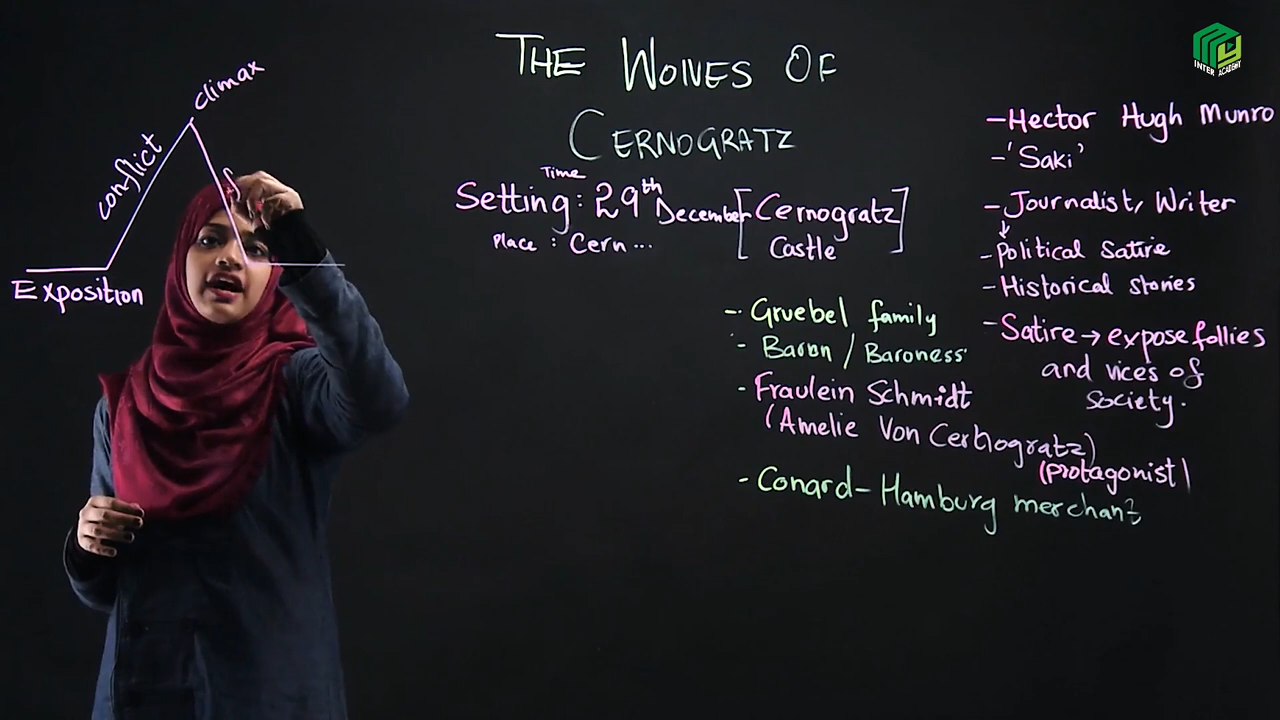 climax
conflict
Exposition
THE WOLVES OF
CERNOGRATZ
Time
Setting: 29th December [Cernogratz
Castle]
Place : Cern...
- Hector Hugh Munro
- 'Saki'
- Journalist, Writer
- Political Satire
- Historical stories
- Satire → expose follies
and vices of
society.
- Gruebel family
- Baron / Baroness
- Fraulein Schmidt
(Amelie Von Cernogratz)
(protagonist)
- Conard - Hamburg merchant
MY
INTER ACADEMY